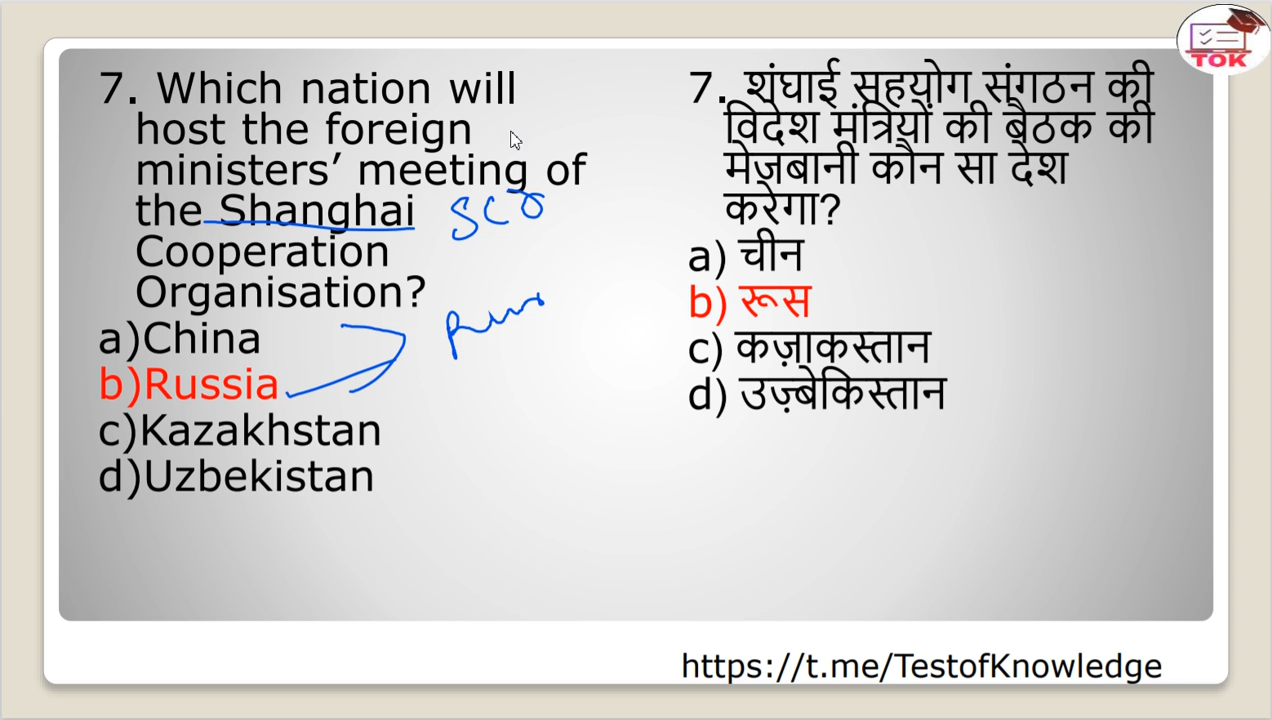 TOK
7. Which nation will
host the foreign
ministers’ meeting of
the Shanghai
SCO
Cooperation
Organisation?
a)China
b)Russia
c)Kazakhstan
d)Uzbekistan
7. शंघाई सहयोग संगठन की
विदेश मंत्रियों की बैठक की
मेजबानी कौन सा देश
करेगा?
a) चीन
b) रूस
c) कज़ाकस्तान
d) उज़्बेकिस्तान
https://t.me/TestofKnowledge